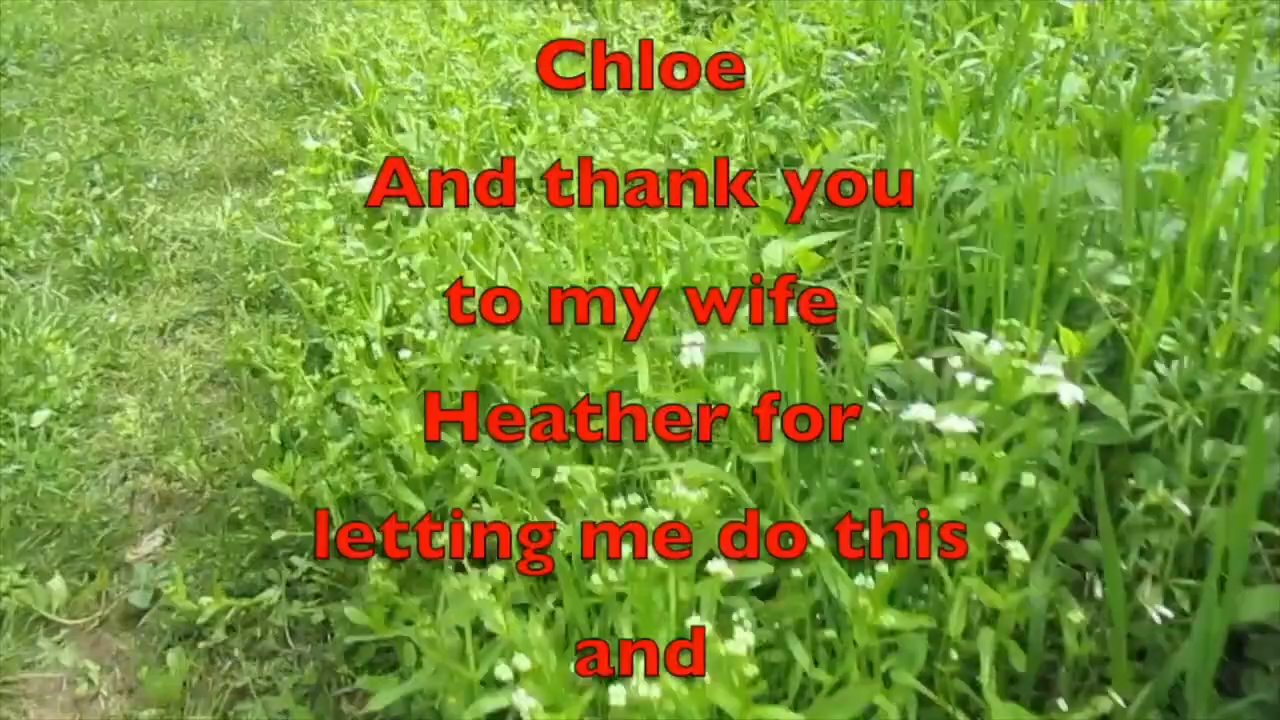 Chloe
And thank you
to my wife
Heather for
letting me do this
and